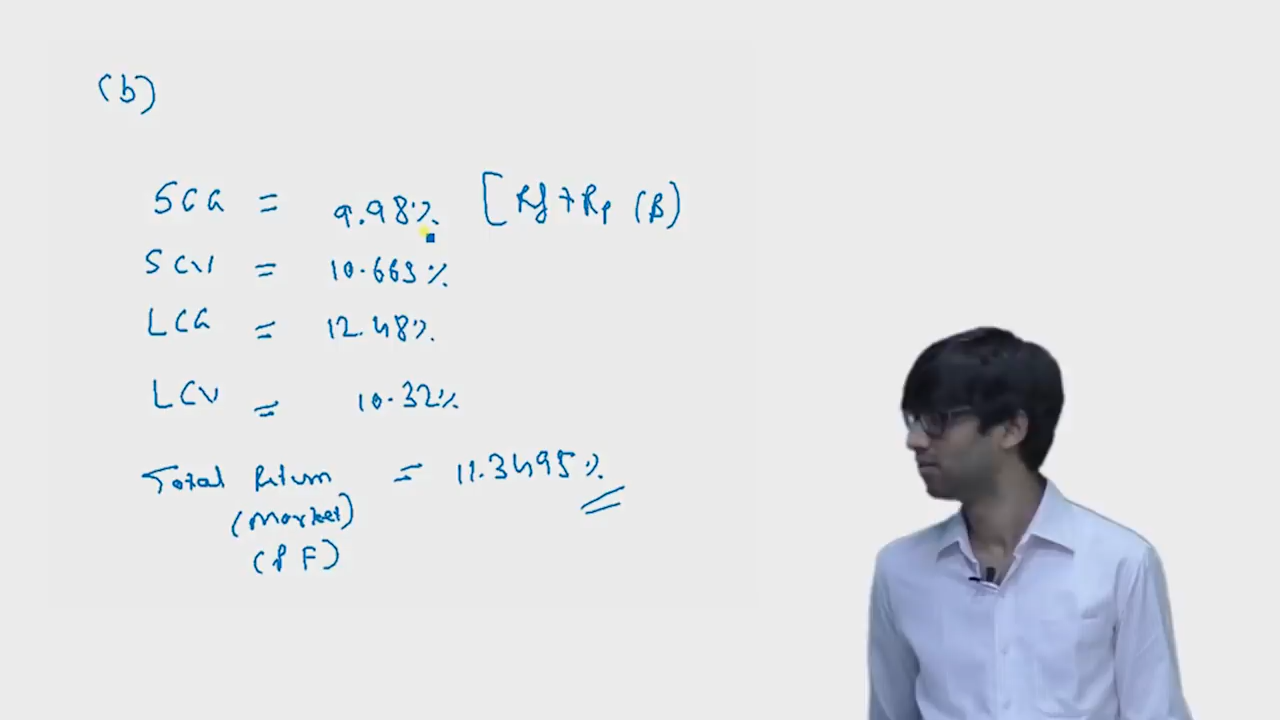 (b)
SCG = 9.98% [Rf + Rp (β)
SCV = 10.663%
LCG = 12.48%
LCV = 10.32%
Total Return = 11.3495%
(Market)
(PF)